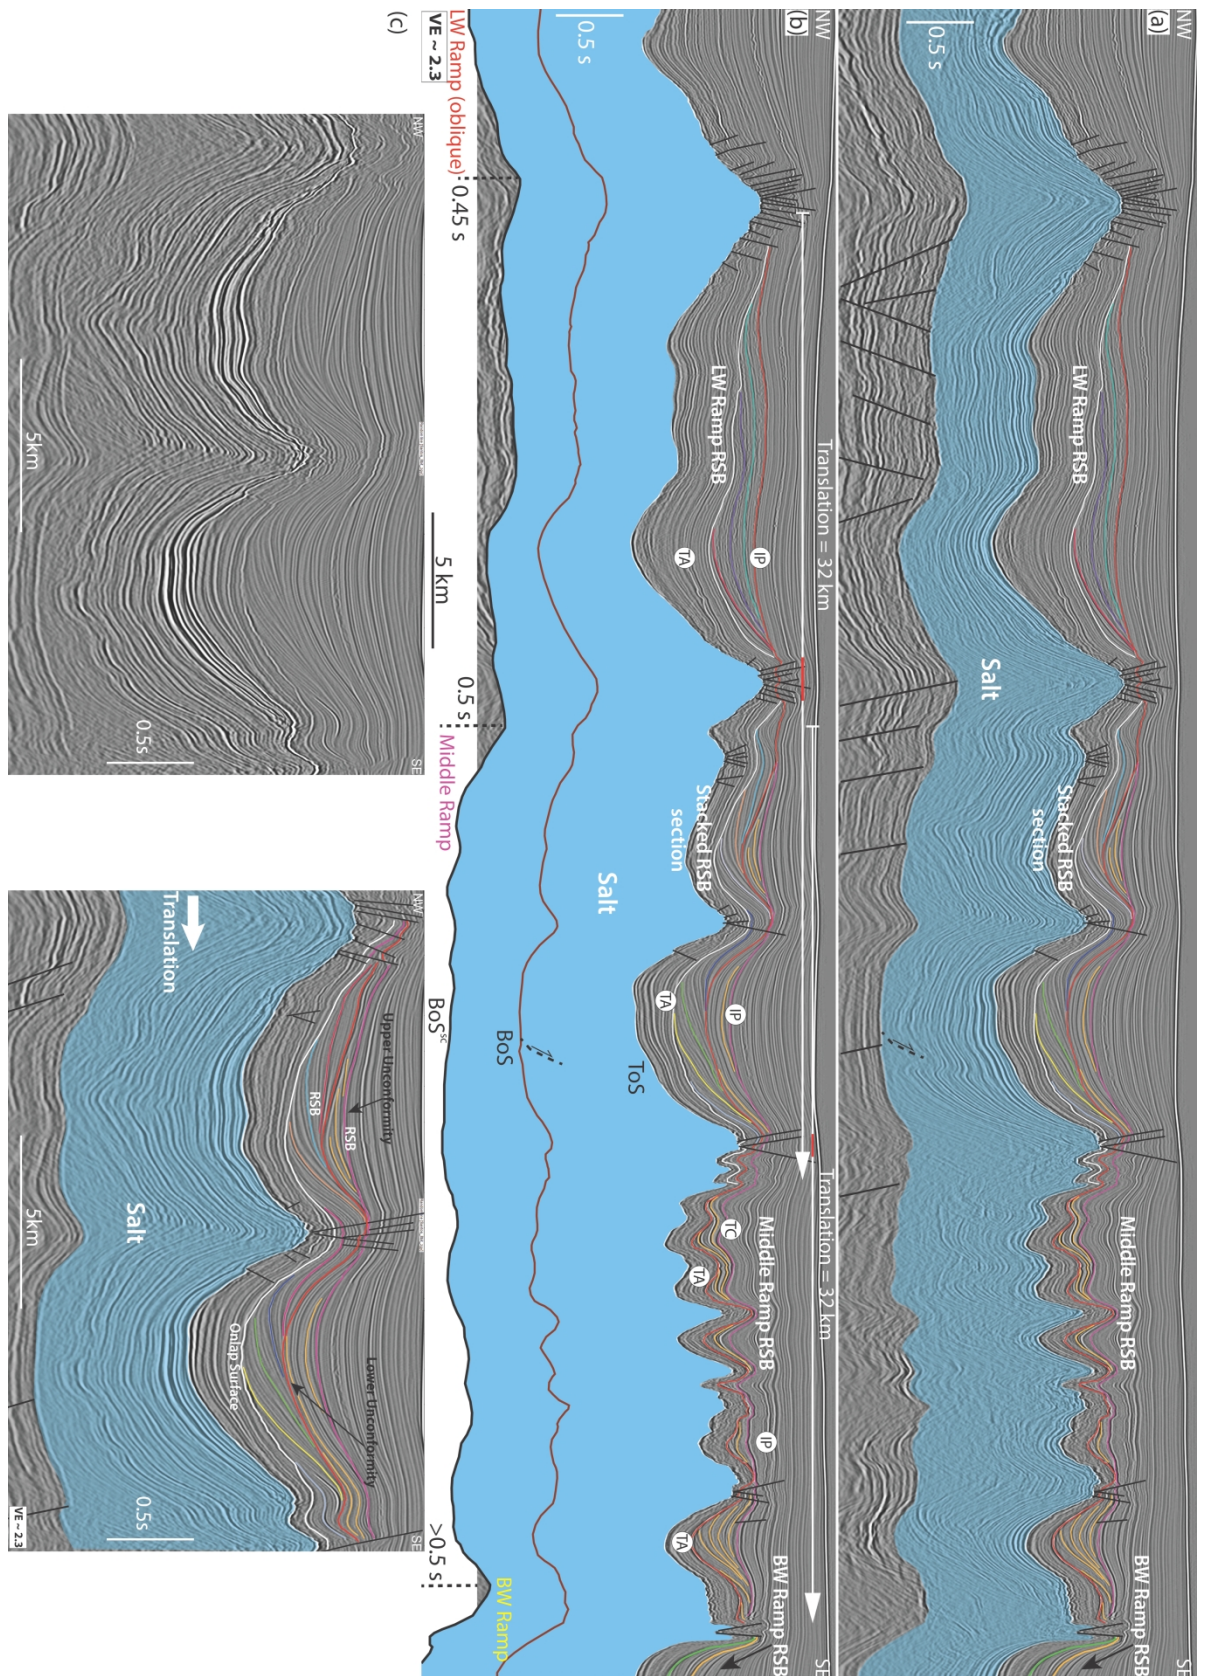 (a)
NW
0.5 s
LW Ramp RSB
Salt
Stacked RSB
section
Middle Ramp RSB
BW Ramp RSB
SE
(b)
NW
0.5 s
Translation = 32 km
Translation = 32 km
LW Ramp RSB
IP
TA
Stacked RSB
section
IP
TA
Middle Ramp RSB
TC
TA
IP
TA
BW Ramp RSB
SE
Salt
ToS
BoS
BoSsc
LW Ramp (oblique)
0.45 s
0.5 s
Middle Ramp
>0.5 s
BW Ramp
VE ~ 2.3
5 km
(c)
NW
SE
5km
0.5s
NW
SE
Translation
Upper Unconformity
RSB
RSB
Salt
Lower Unconformity
Onlap Surface
5km
0.5s
VE ~ 2.3